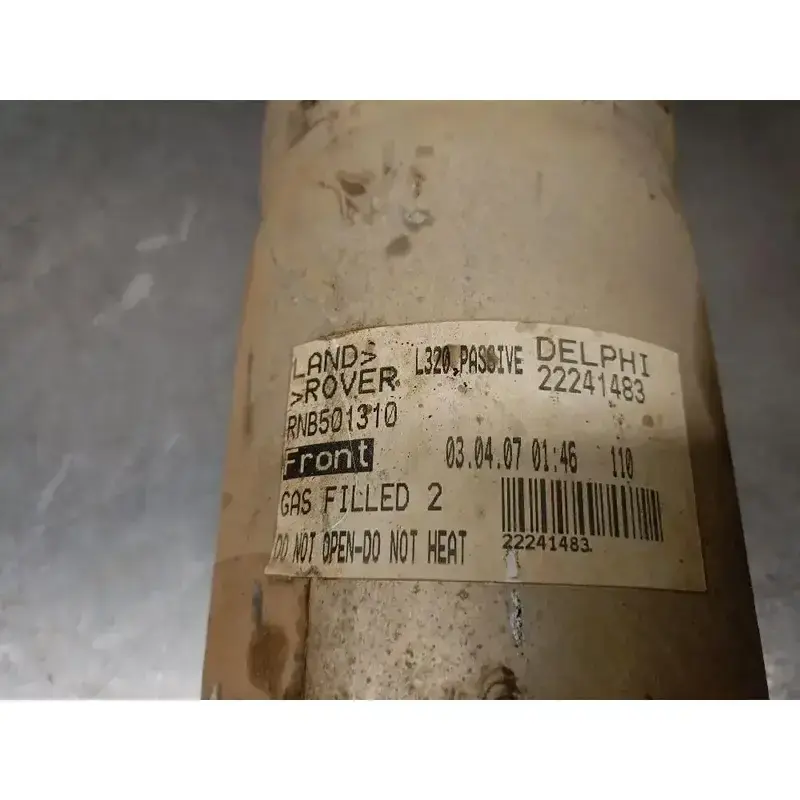 LAND> L320,PASSIVE DELPHI
>ROVER 22241483
RNB501310
Front 03.04.07 01:46 110
GAS FILLED 2
DO NOT OPEN-DO NOT HEAT 22241483